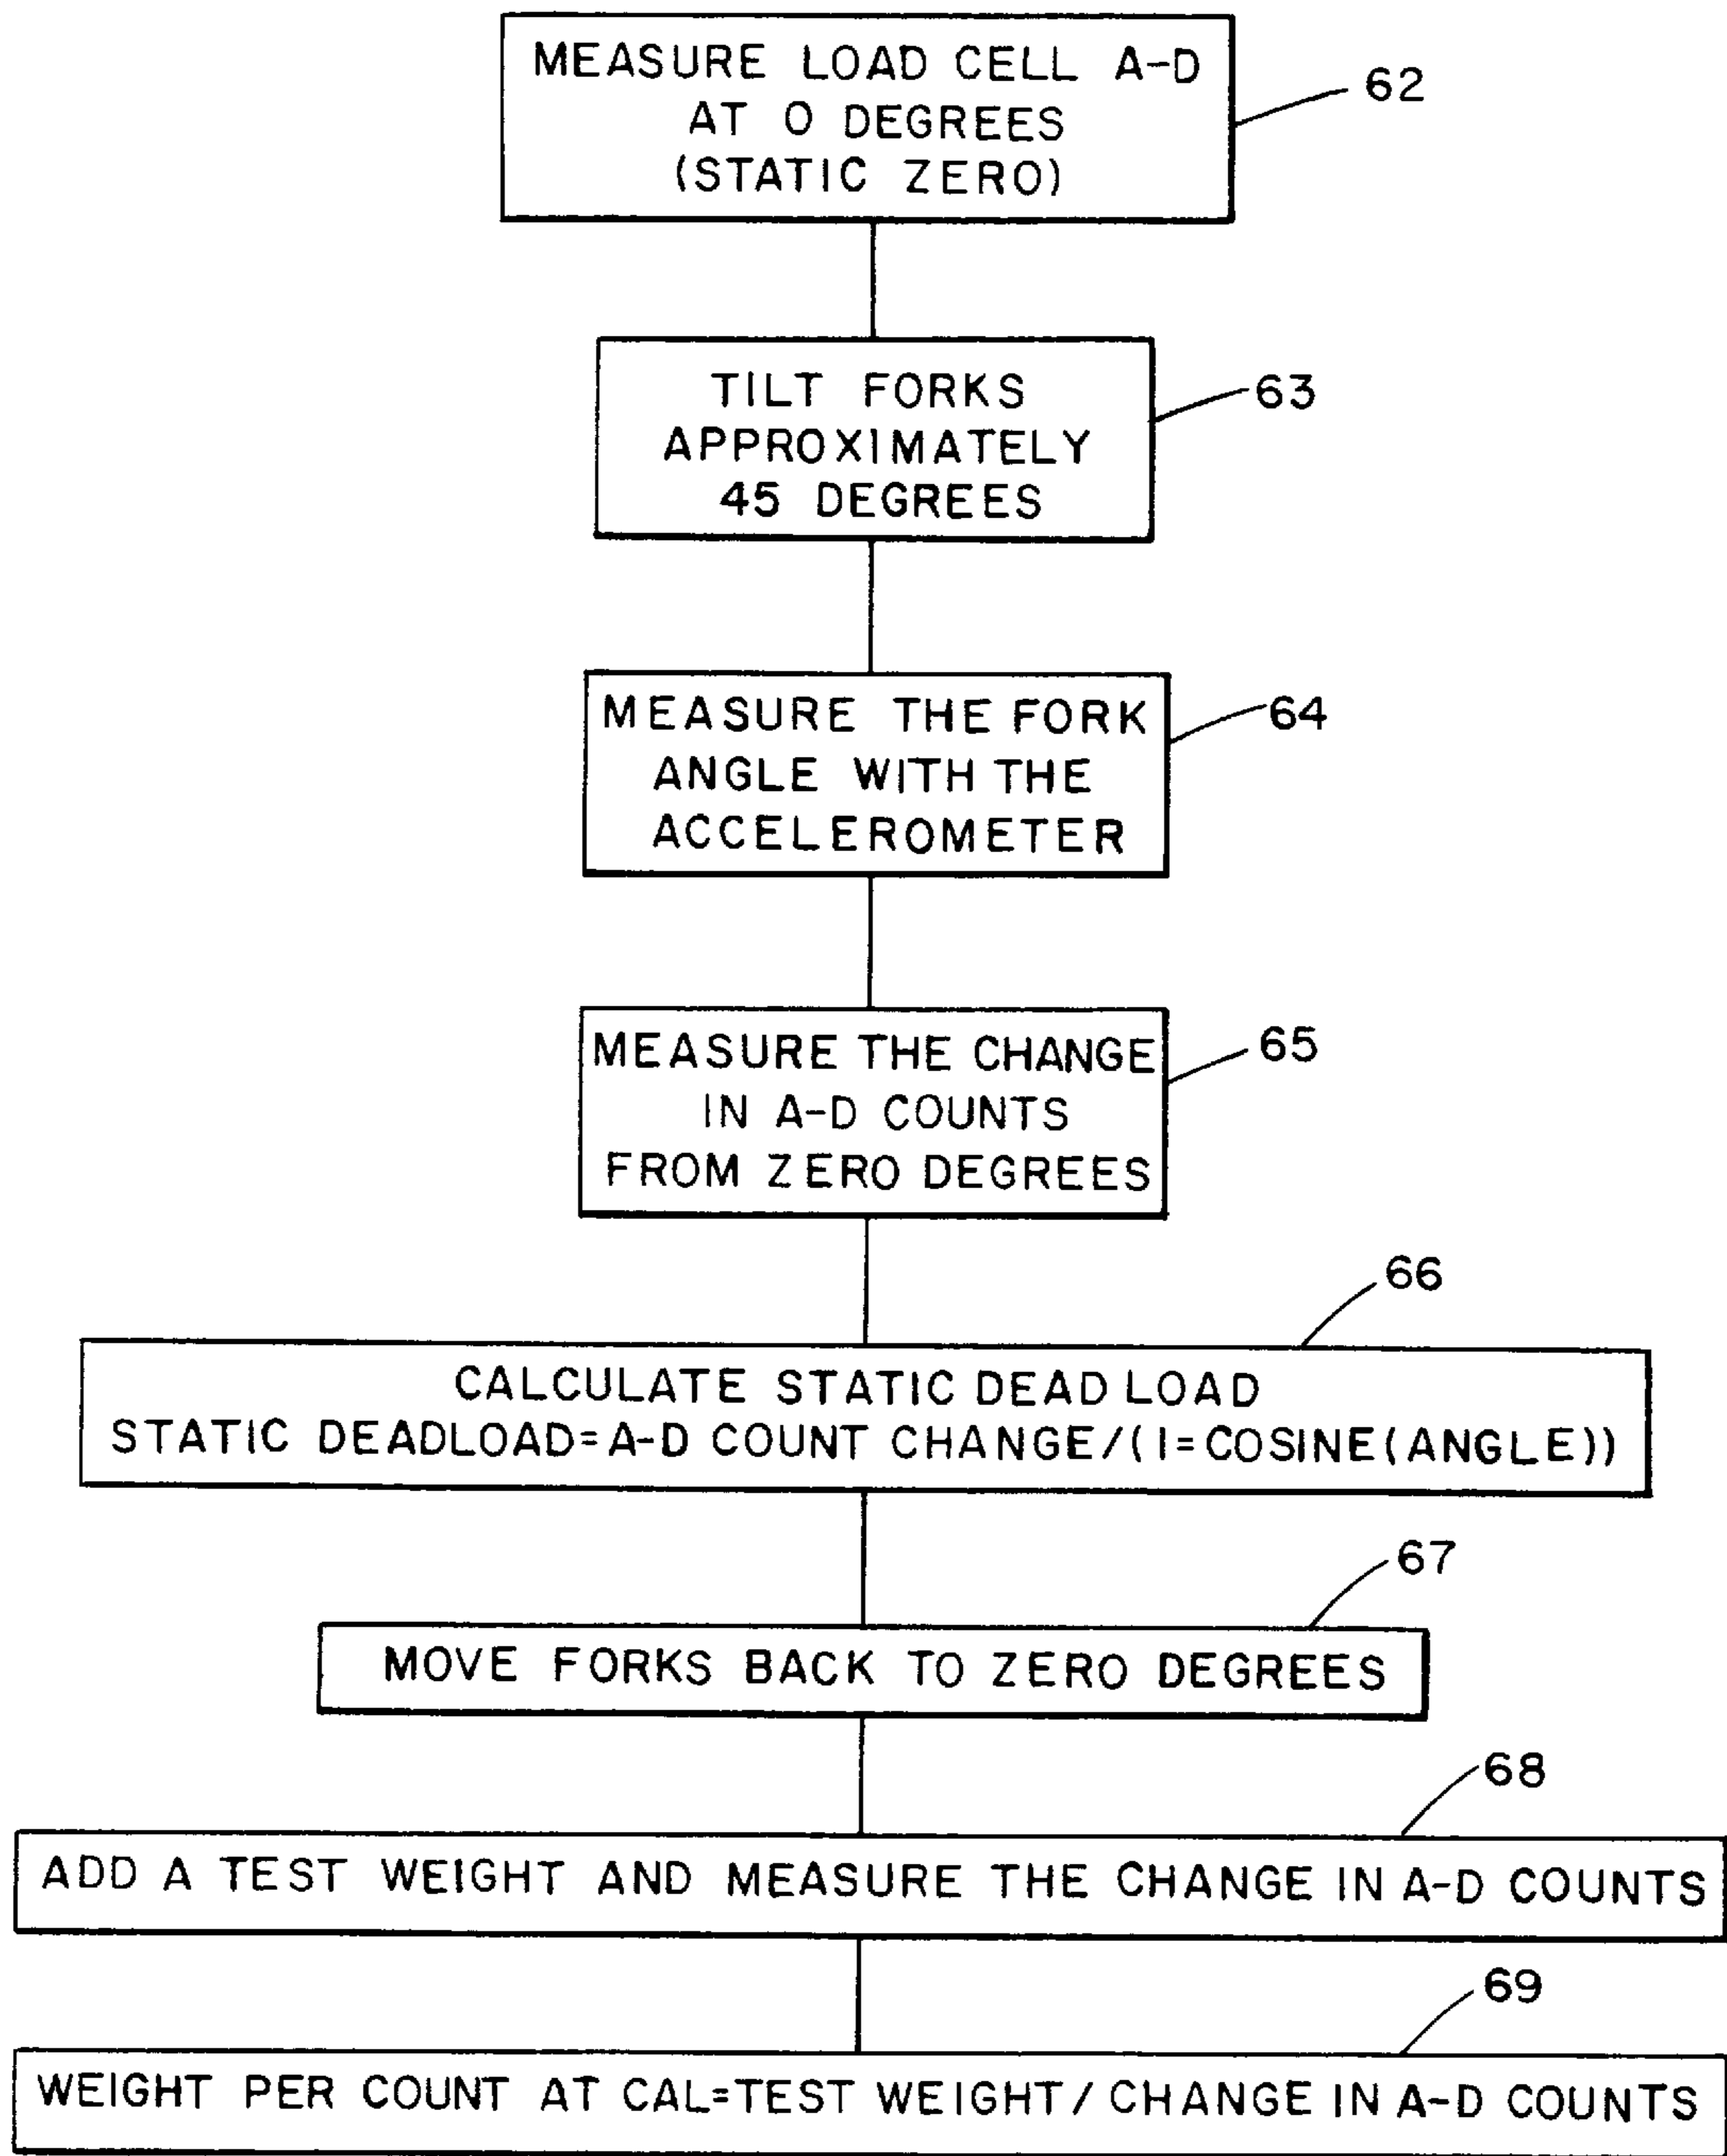 MEASURE LOAD CELL A-D
AT 0 DEGREES
(STATIC ZERO)
62
TILT FORKS
APPROXIMATELY
45 DEGREES
63
MEASURE THE FORK
ANGLE WITH THE
ACCELEROMETER
64
MEASURE THE CHANGE
IN A-D COUNTS
FROM ZERO DEGREES
65
66
CALCULATE STATIC DEAD LOAD
STATIC DEADLOAD=A-D COUNT CHANGE/(1=COSINE(ANGLE))
67
MOVE FORKS BACK TO ZERO DEGREES
68
ADD A TEST WEIGHT AND MEASURE THE CHANGE IN A-D COUNTS
69
WEIGHT PER COUNT AT CAL=TEST WEIGHT/CHANGE IN A-D COUNTS